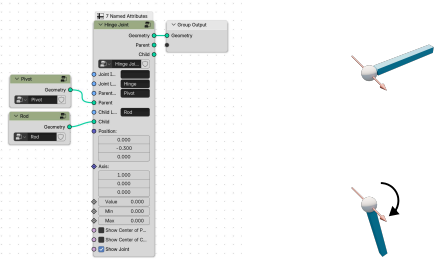 7 Named Attributes
Hinge Joint
Group Output
Geometry
Geometry
Parent
Child
Hinge Joi...
Joint L...
Joint L... Hinge
Parent... Pivot
Parent
Child L... Rod
Child
Position:
0.000
-0.300
0.000
Axis:
1.000
0.000
0.000
Value 0.000
Min 0.000
Max 0.000
Show Center of P...
Show Center of C...
Show Joint
Pivot
Geometry
Pivot
Rod
Geometry
Rod